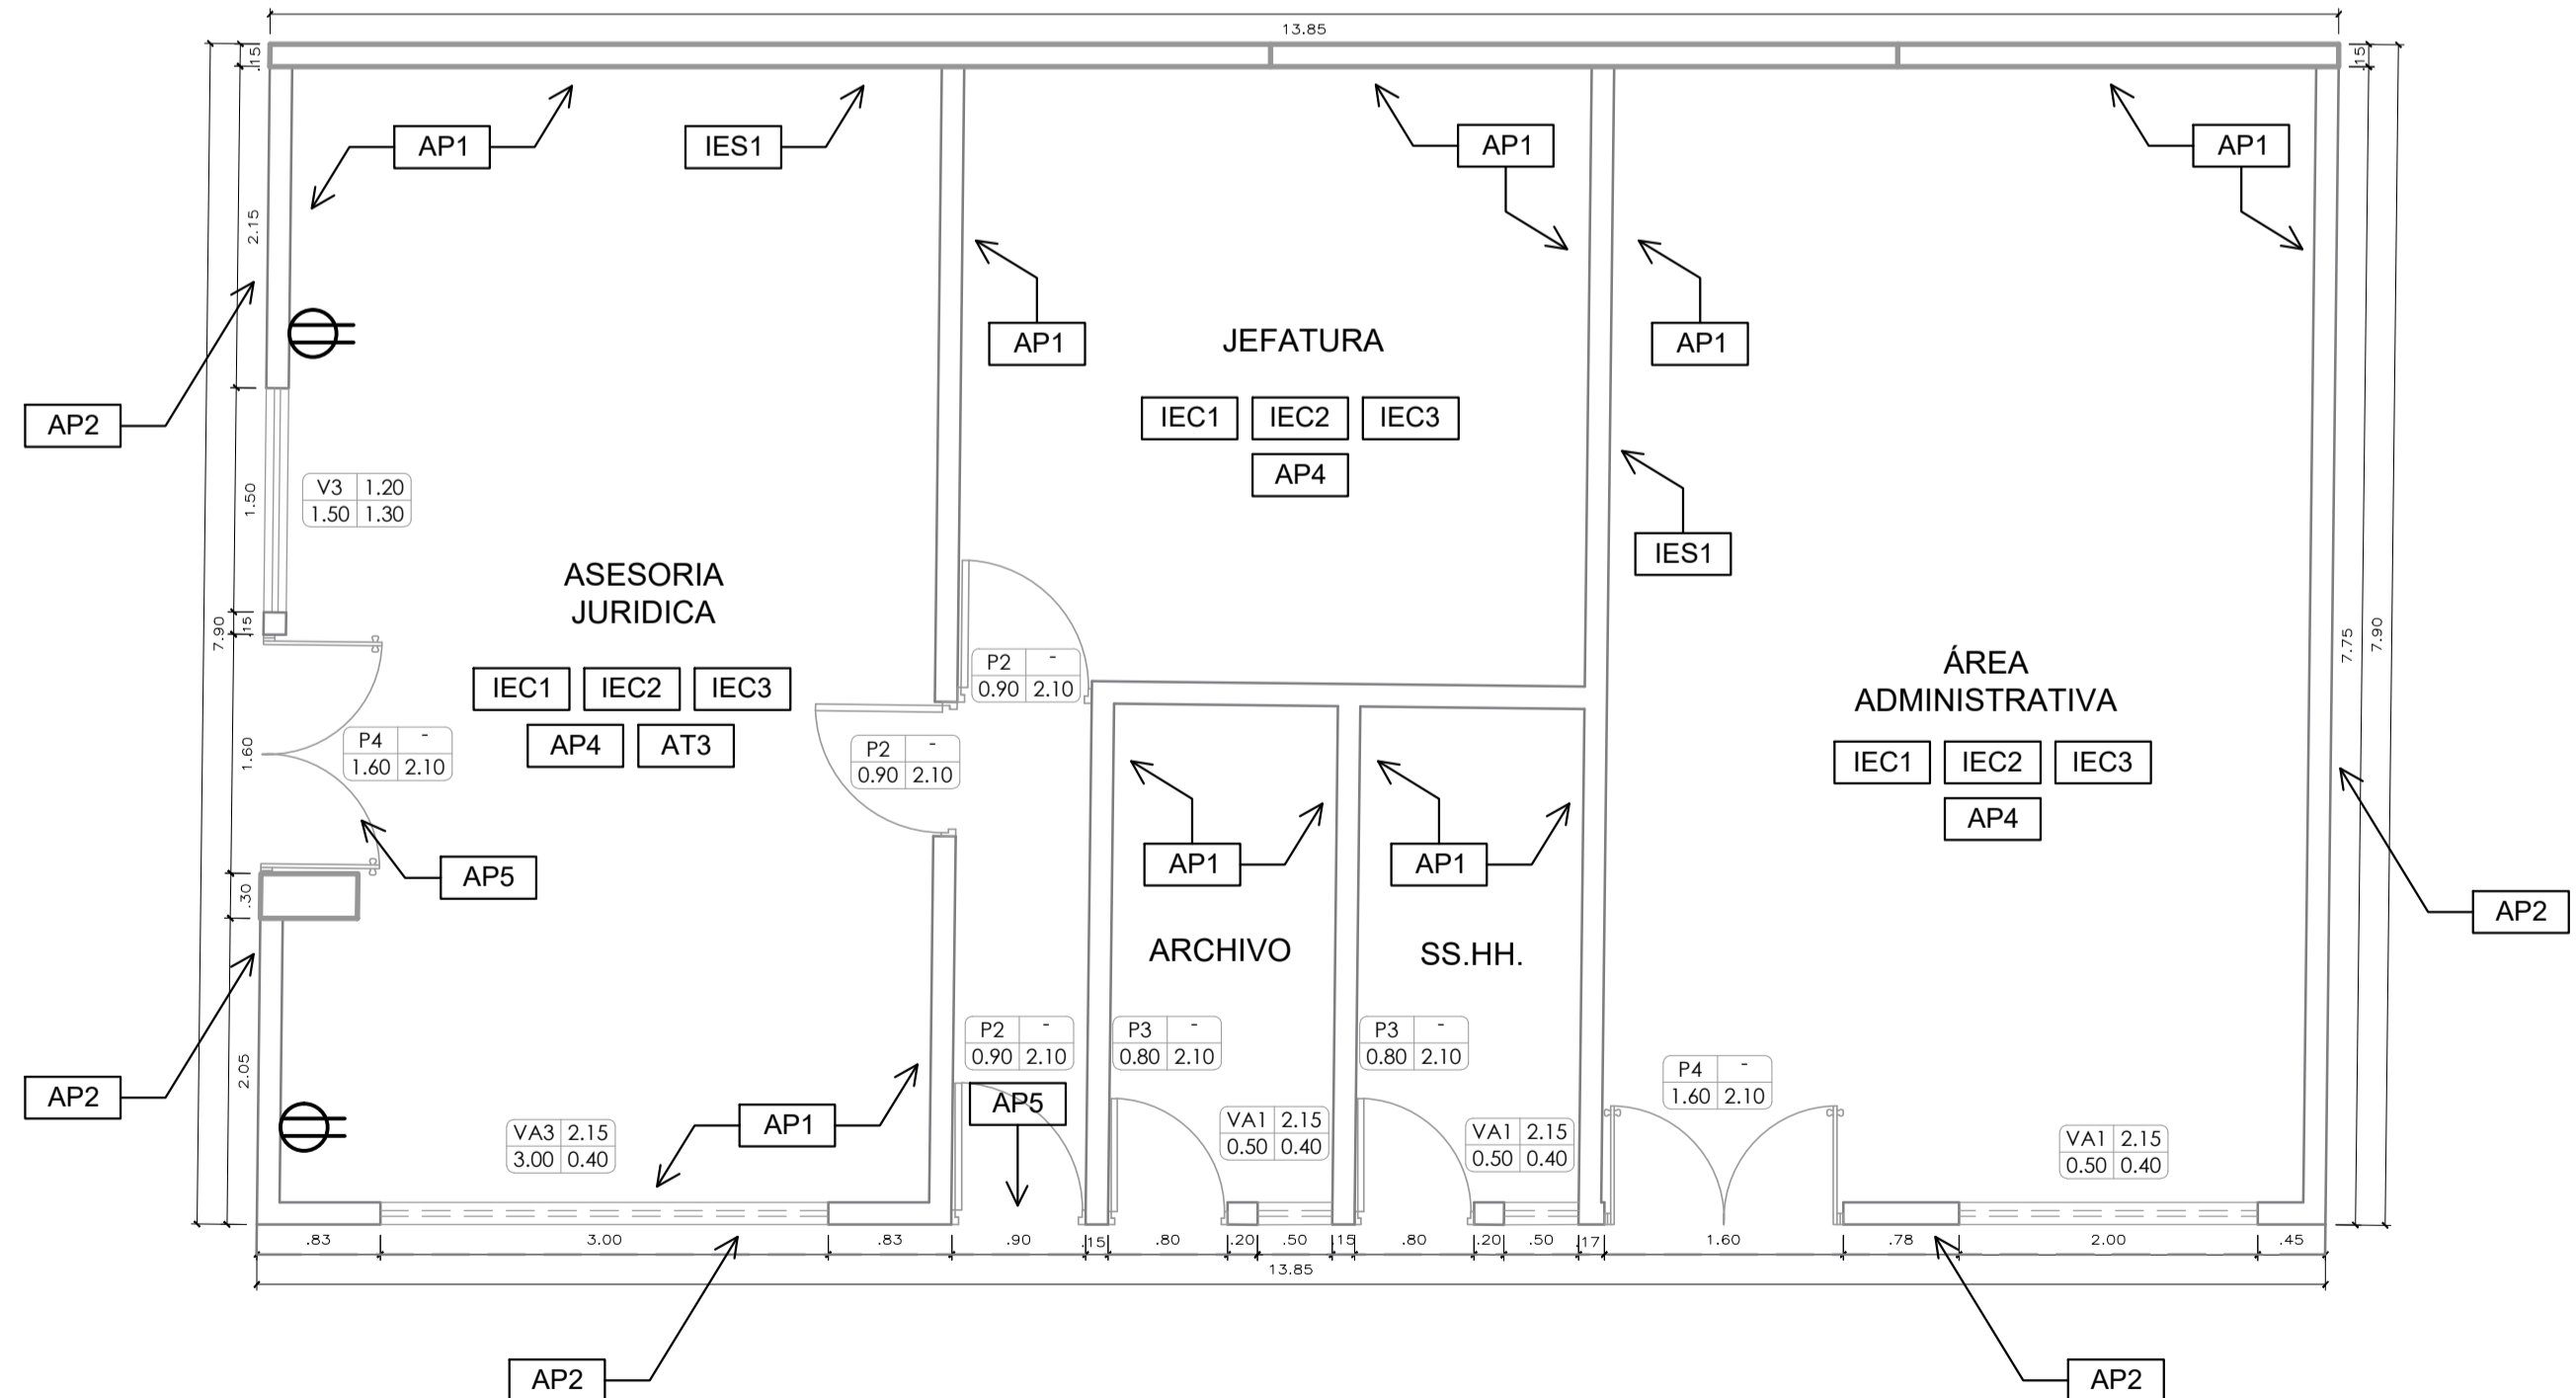 13.85
.15
15
AP1
IES1
AP1
AP1
2.15
AP1
JEFATURA
AP1
IEC1 IEC2 IEC3
AP4
AP2
V3 1.20
1.50 1.30
1.50
IES1
ASESORIA
JURIDICA
7.90
15
7.75
7.90
P2 -
0.90 2.10
ÁREA
ADMINISTRATIVA
IEC1 IEC2 IEC3
AP4 AT3
P4 -
1.60 2.10
1.60
P2 -
0.90 2.10
IEC1 IEC2 IEC3
AP4
AP5
AP1
AP1
.30
AP2
ARCHIVO
SS.HH.
2.05
P2 -
0.90 2.10
P3 -
0.80 2.10
P3 -
0.80 2.10
P4 -
1.60 2.10
AP2
AP5
AP1
VA3 2.15
3.00 0.40
VA1 2.15
0.50 0.40
VA1 2.15
0.50 0.40
VA1 2.15
0.50 0.40
.83 3.00 .83 .90 15 .80 .20 .50 .15 .80 .20 .50 .17 1.60 .78 2.00 .45
13.85
AP2
AP2